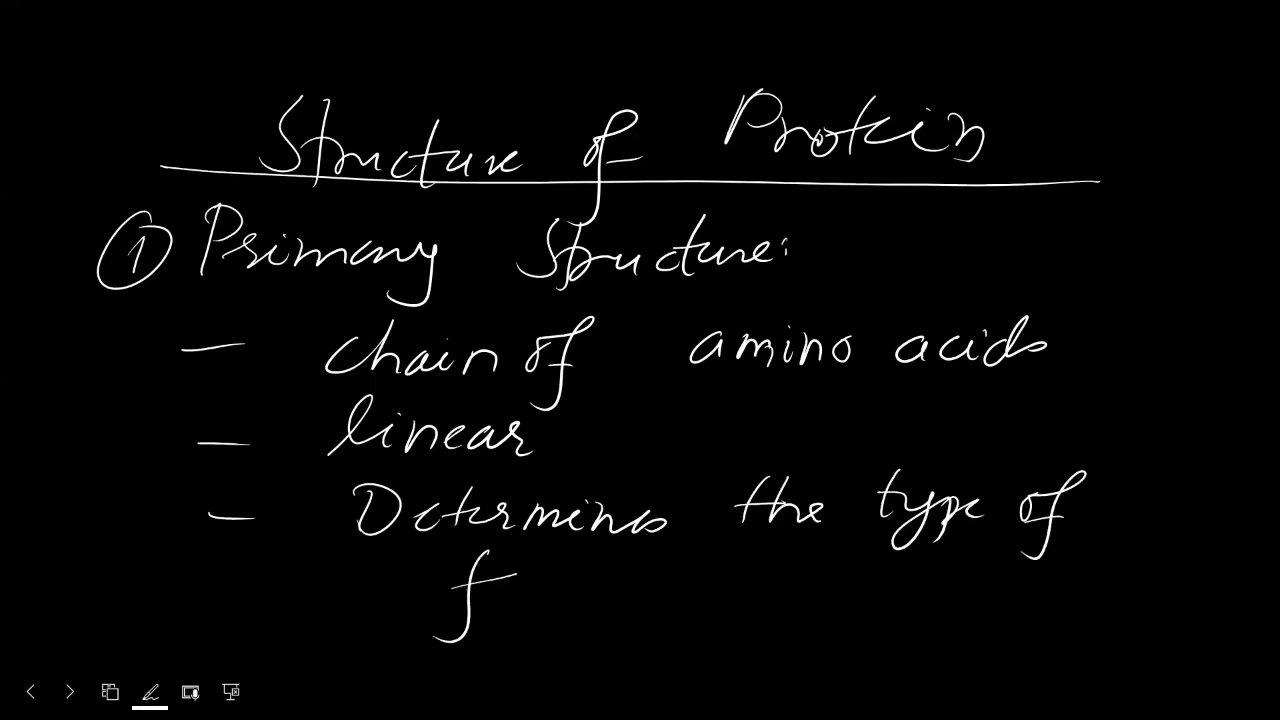 Structure of Protein
① Primary Structure:
— chain of amino acids
— linear
— Determines the type of
f